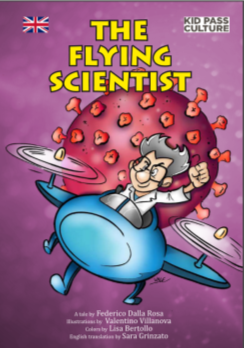 KID PASS
CULTURE
THE
FLYING
SCIENTIST
A tale by Federico Dalla Rosa
Illustrations by Valentino Villanova
Colors by Lisa Bertollo
English translation by Sara Grinzato